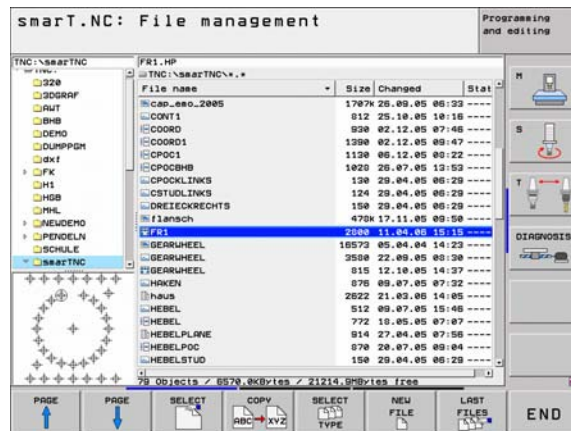 smarT.NC: File management
Programming
and editing
TNC:\smarTNC
FR1.HP
320
3DGRAF
AWT
BHB
DEMO
DUMPPGM
dxf
FK
H1
HGB
MHL
NEWDEMO
PENDELN
SCHULE
smarTNC
TNC:\smarTNC\*.*
File name Size Changed Stat
cap_emo_2005 1707k 26.09.05 06:33 ----
CONT1 812 25.10.05 10:16 ----
COORD 930 02.12.05 07:46 ----
COORD1 1390 02.12.05 09:47 ----
CPOC1 1130 06.12.05 08:22 ----
CPOCBHB 1028 26.07.05 13:53 ----
CPOCKLINKS 130 29.04.05 06:29 ----
CSTUDLINKS 124 29.04.05 06:29 ----
DREIECKRECHTS 150 29.04.05 06:29 ----
flansch 478k 17.11.05 09:50 ----
FR1 2800 11.04.06 15:15 ----
GEARWHEEL 16573 05.04.04 14:23 ----
GEARWHEEL 3580 22.09.05 08:30 ----
GEARWHEEL 815 12.10.05 14:37 ----
HAKEN 876 09.07.05 07:32 ----
haus 2622 21.03.06 14:05 ----
HEBEL 512 09.07.05 15:46 ----
HEBEL 772 18.05.05 07:07 ----
HEBELPLANE 914 27.04.05 07:56 ----
HEBELPOC 870 20.07.05 09:04 ----
HEBELSTUD 150 29.04.05 06:29 ----
79 Objects / 6570.0KBytes / 21214.9MBytes free
M
S
T
DIAGNOSIS
PAGE
PAGE
SELECT
COPY
ABC
XYZ
SELECT
TYPE
NEW
FILE
LAST
FILES
END